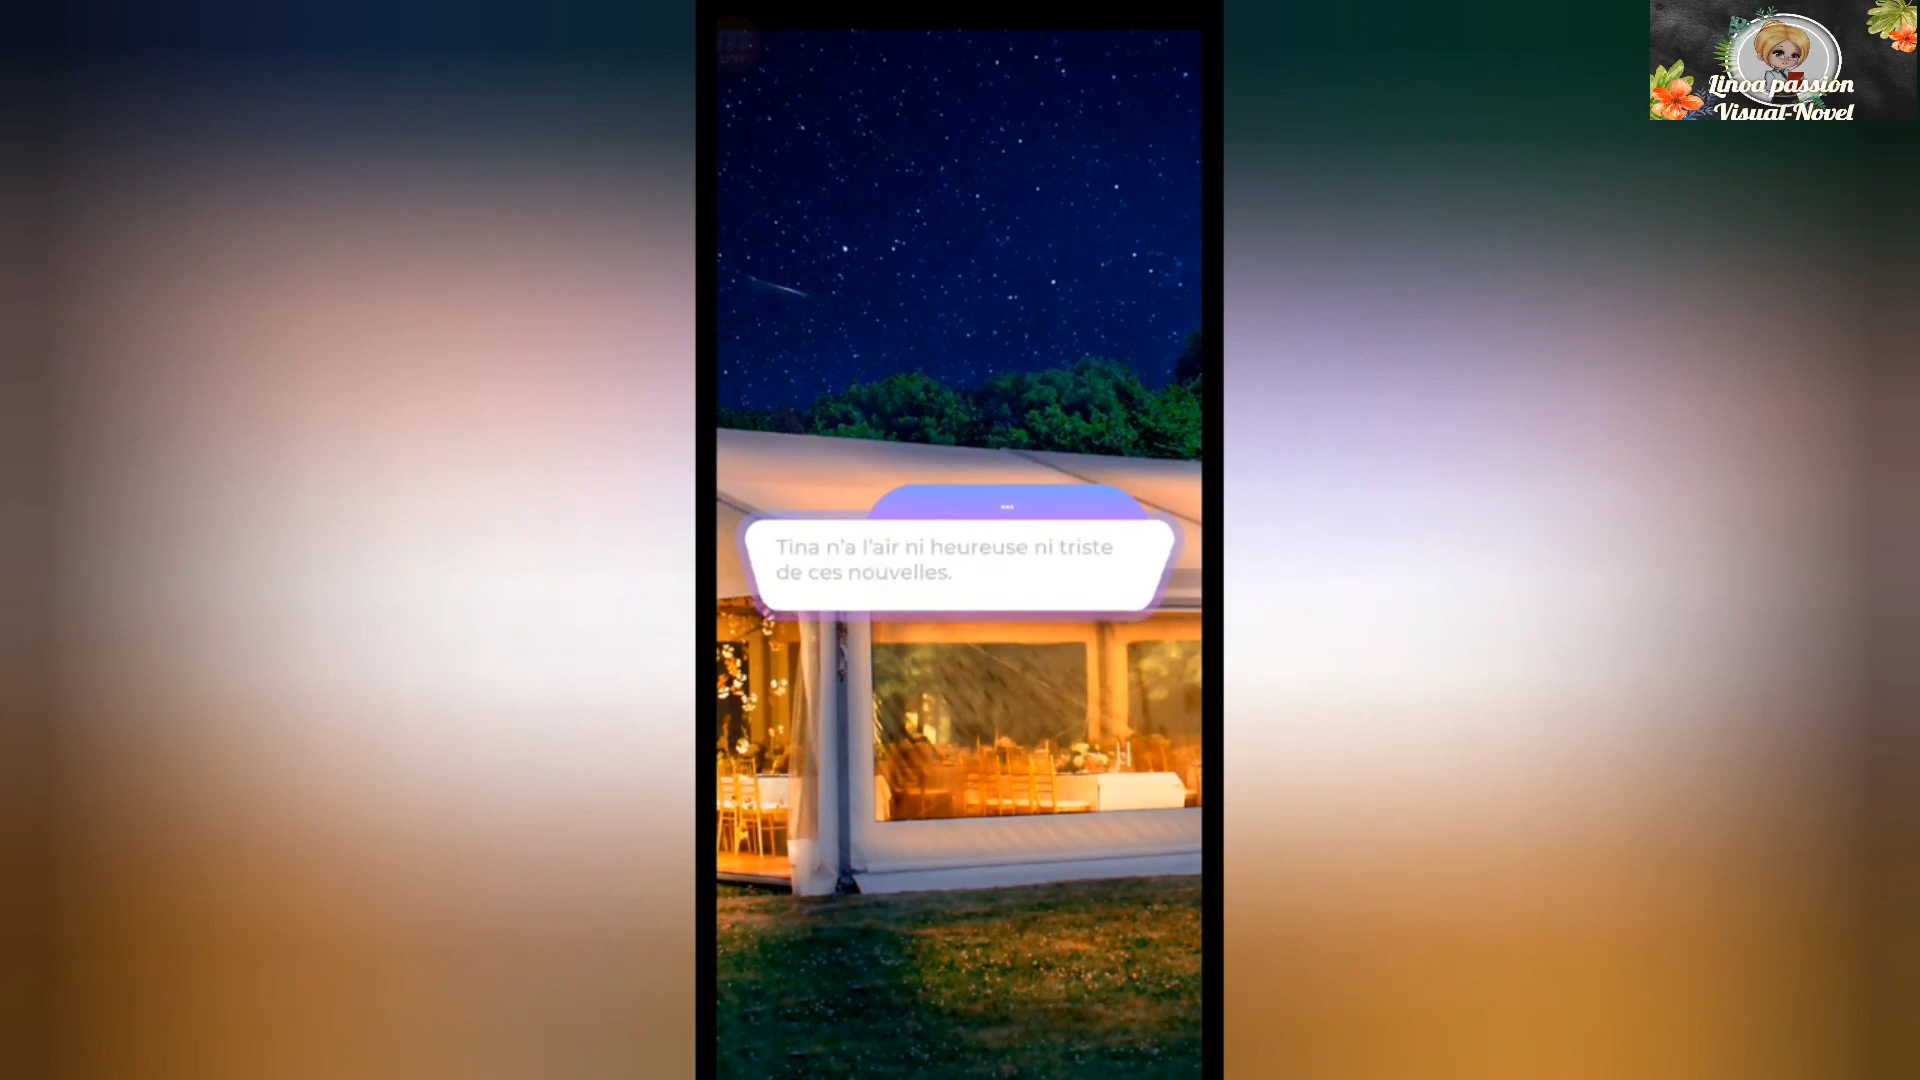 Linoa passion
Visual-Novel
...
Tina n'a l'air ni heureuse ni triste
de ces nouvelles.